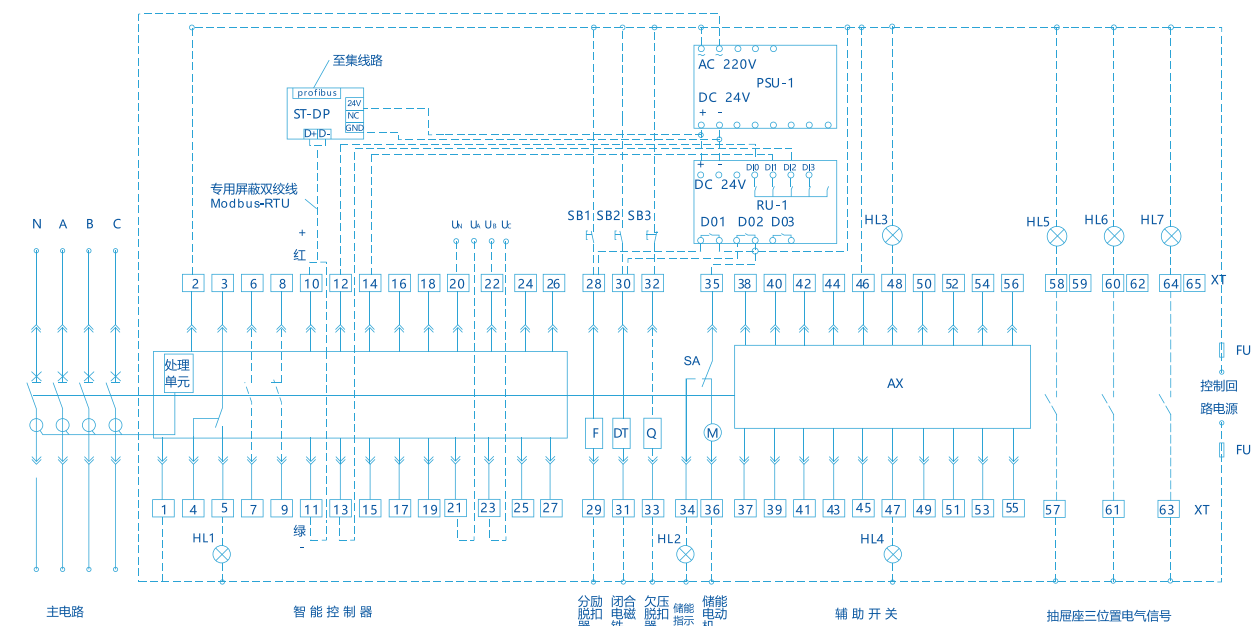 至集线路
profibus
ST-DP
24V
NC
GND
D+ D-
AC 220V
PSU-1
DC 24V
+ -
+ - DI0 DI1 DI2 DI3
DC 24V
RU-1
D01 D02 D03
专用屏蔽双绞线
Modbus-RTU
N A B C
+
红
UN UA UB UC
SB1 SB2 SB3
HL3
HL5 HL6 HL7
2 3 6 8 10 12 14 16 18 20 22 24 26 28 30 32 35 38 40 42 44 46 48 50 52 54 56 58 59 60 62 64 65 XT
处理
单元
SA
AX
FU
控制回
路电源
FU
F DT Q M
1 4 5 7 9 11 13 15 17 19 21 23 25 27 29 31 33 34 36 37 39 41 43 45 47 49 51 53 55 57 61 63 XT
绿
-
HL1
HL2
HL4
主电路
智能控制器
分励
脱扣
器
闭合
电磁
铁
欠压
脱扣
器
储能
指示
储能
电动
机
辅助开关
抽屉座三位置电气信号